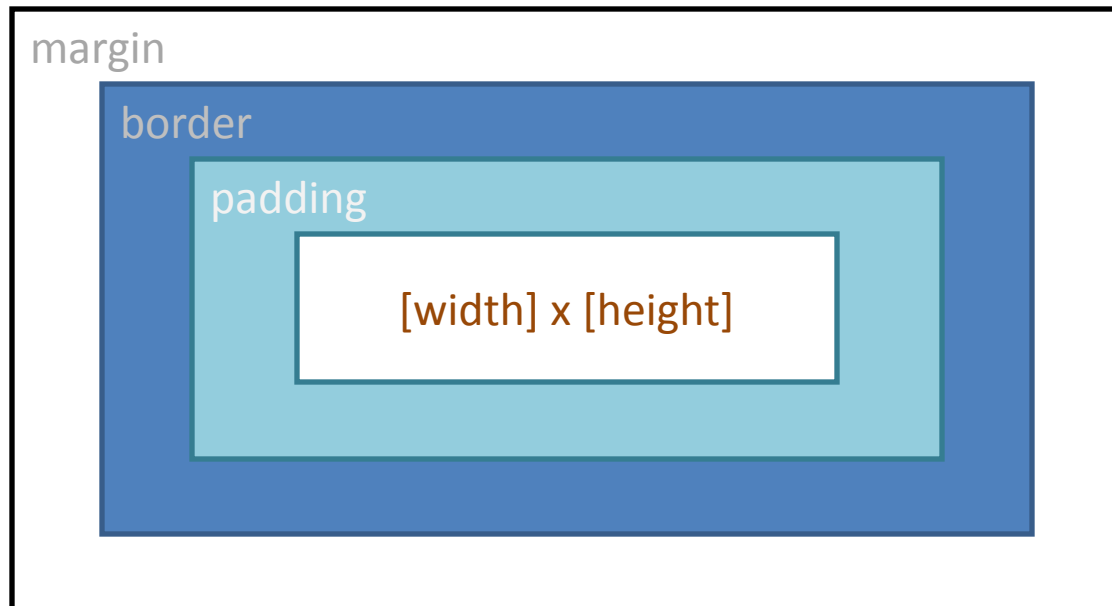 margin
border
padding
[width] x [height]